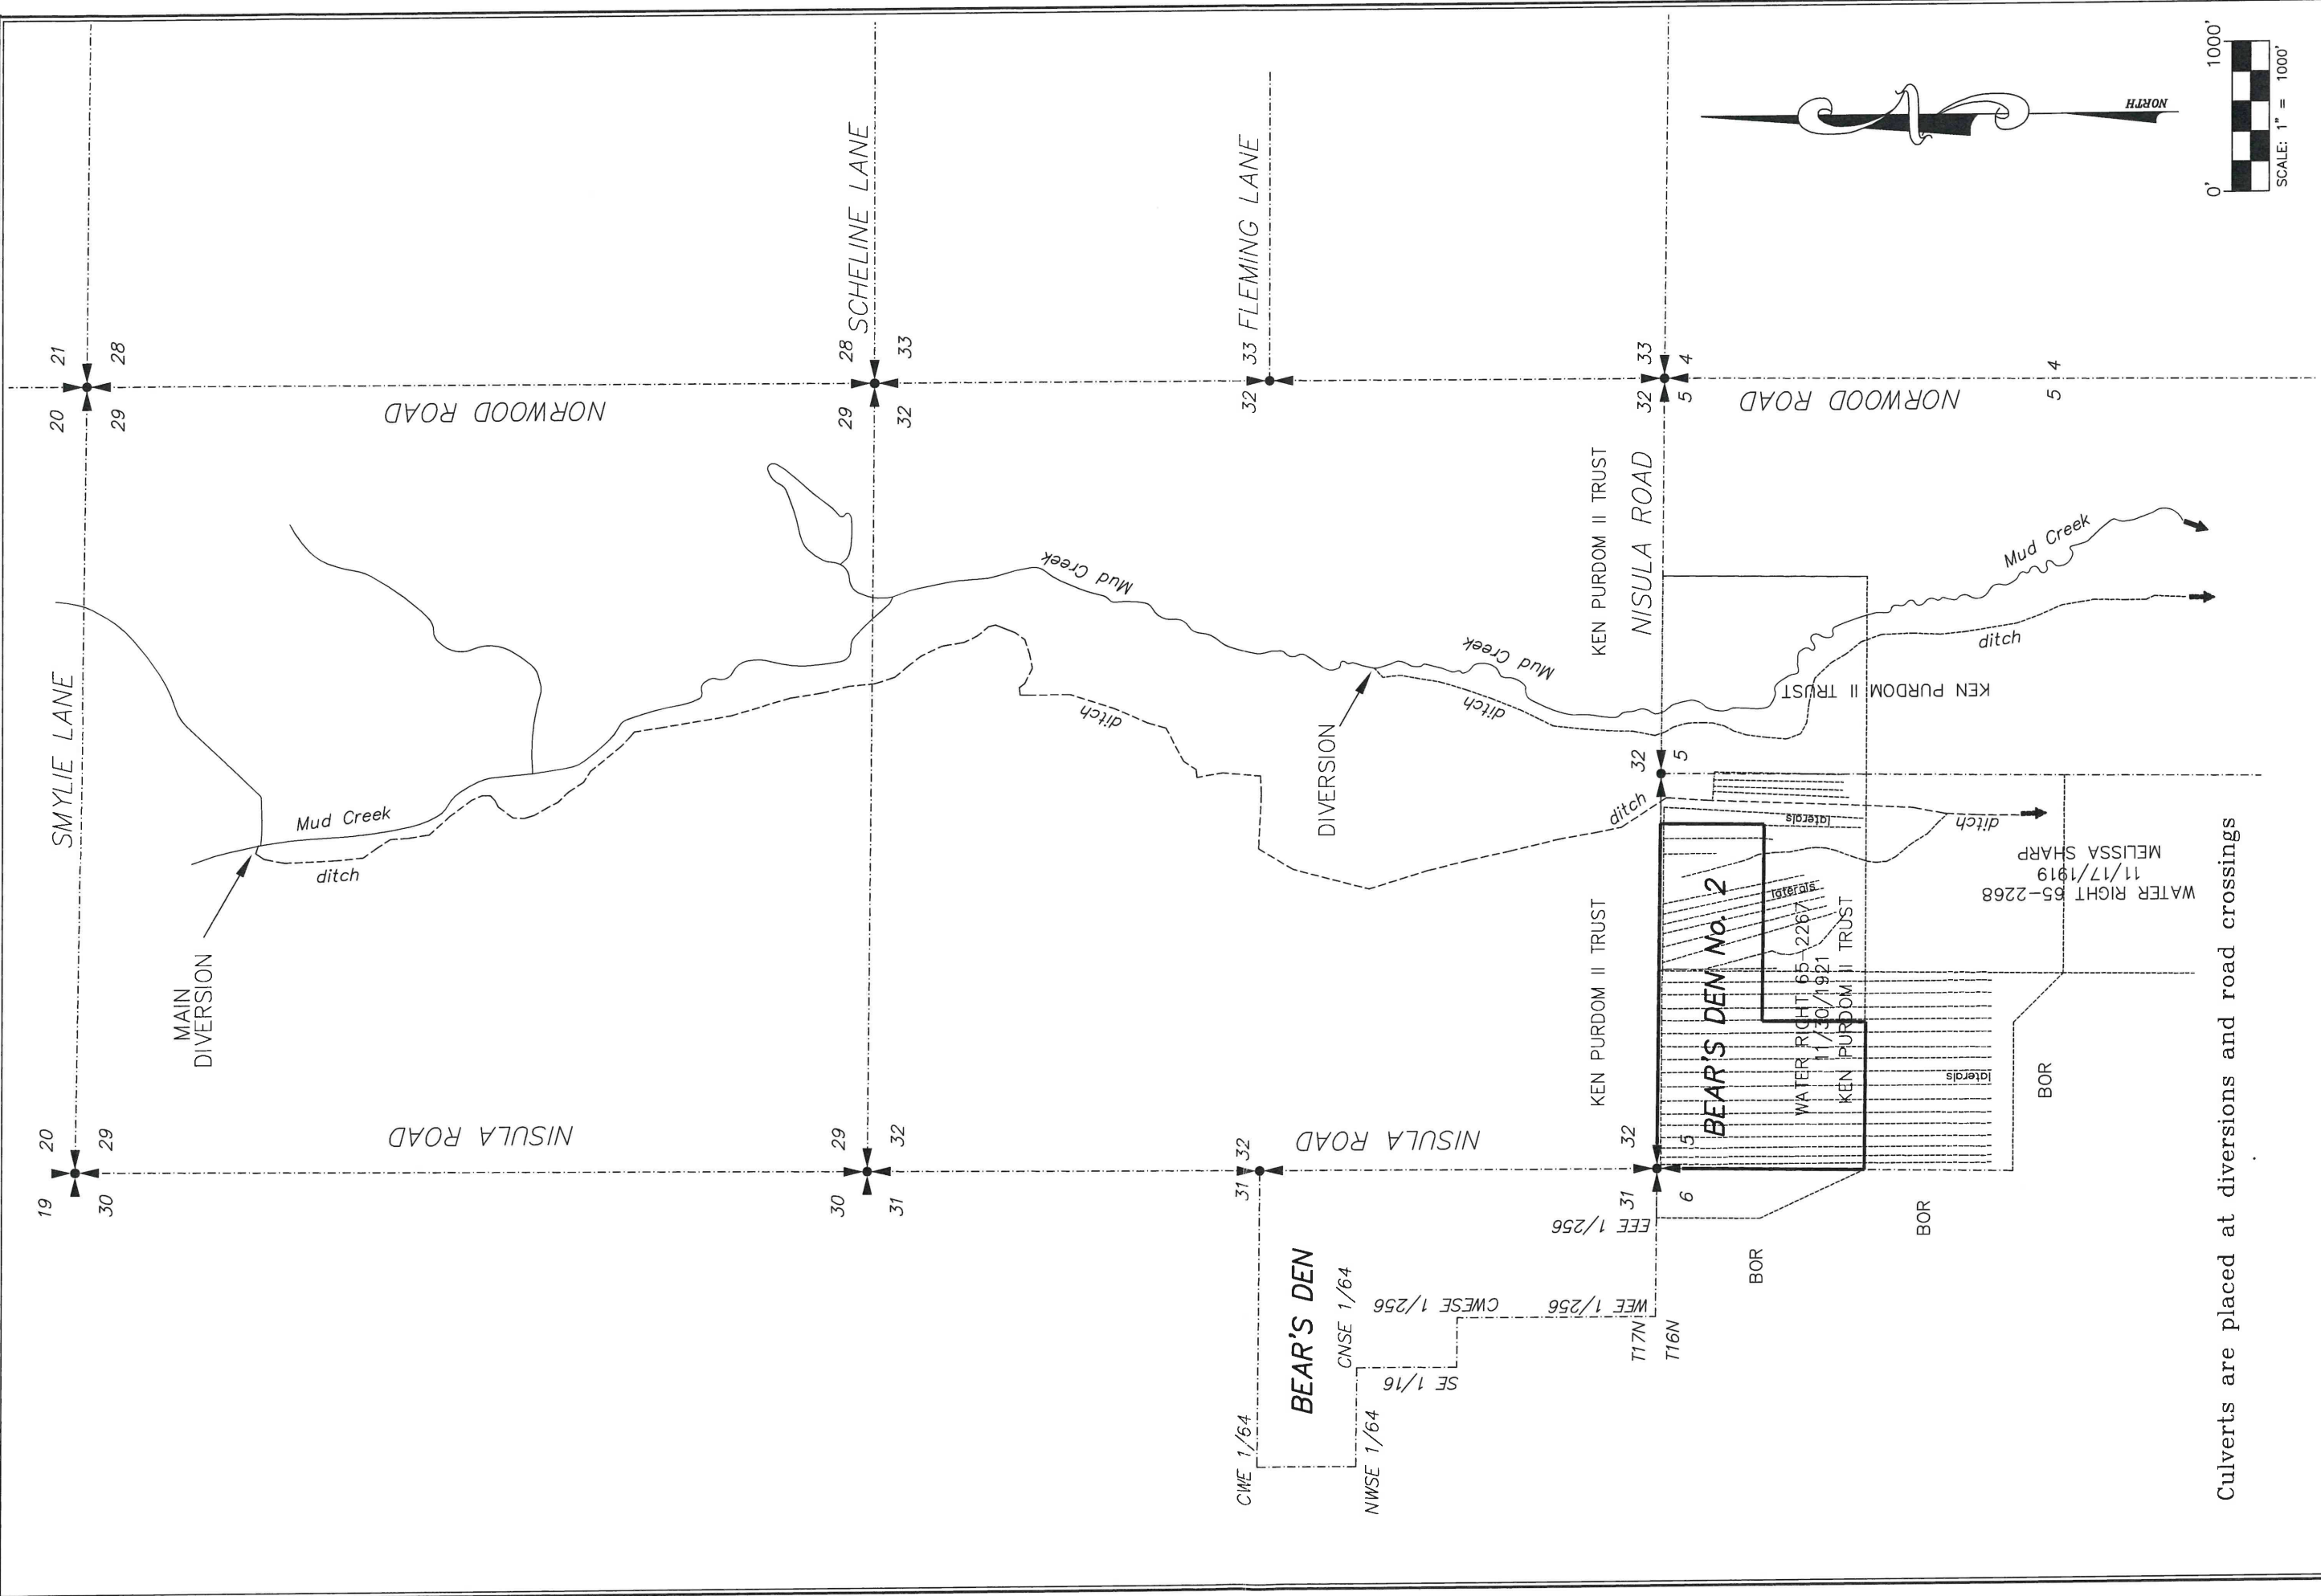 SMYLIE LANE
20
21
29
28
19
20
30
29
NORWOOD ROAD
NISULA ROAD
Mud Creek
ditch
MAIN
DIVERSION
SCHELINE LANE
29
28
32
33
30
29
31
32
Mud Creek
ditch
FLEMING LANE
32
33
31
32
NISULA ROAD
DIVERSION
Mud Creek
ditch
BEAR'S DEN
CWE 1/64
NWSE 1/64
CNSE 1/64
SE 1/16
CWESE 1/256
WEE 1/256
EEE 1/256
T17N
T16N
KEN PURDOM II TRUST
KEN PURDOM II TRUST
NISULA ROAD
32
33
5
4
32
5
31
32
6
5
ditch
NORWOOD ROAD
5
4
Mud Creek
ditch
KEN PURDOM II TRUST
BEAR'S DEN No. 2
laterals
laterals
laterals
WATER RIGHT 65-2267
11/30/1921
KEN PURDOM II TRUST
ditch
WATER RIGHT 65-2268
11/17/1919
MELISSA SHARP
BOR
BOR
BOR
NORTH
0'
1000'
SCALE: 1" = 1000'
Culverts are placed at diversions and road crossings